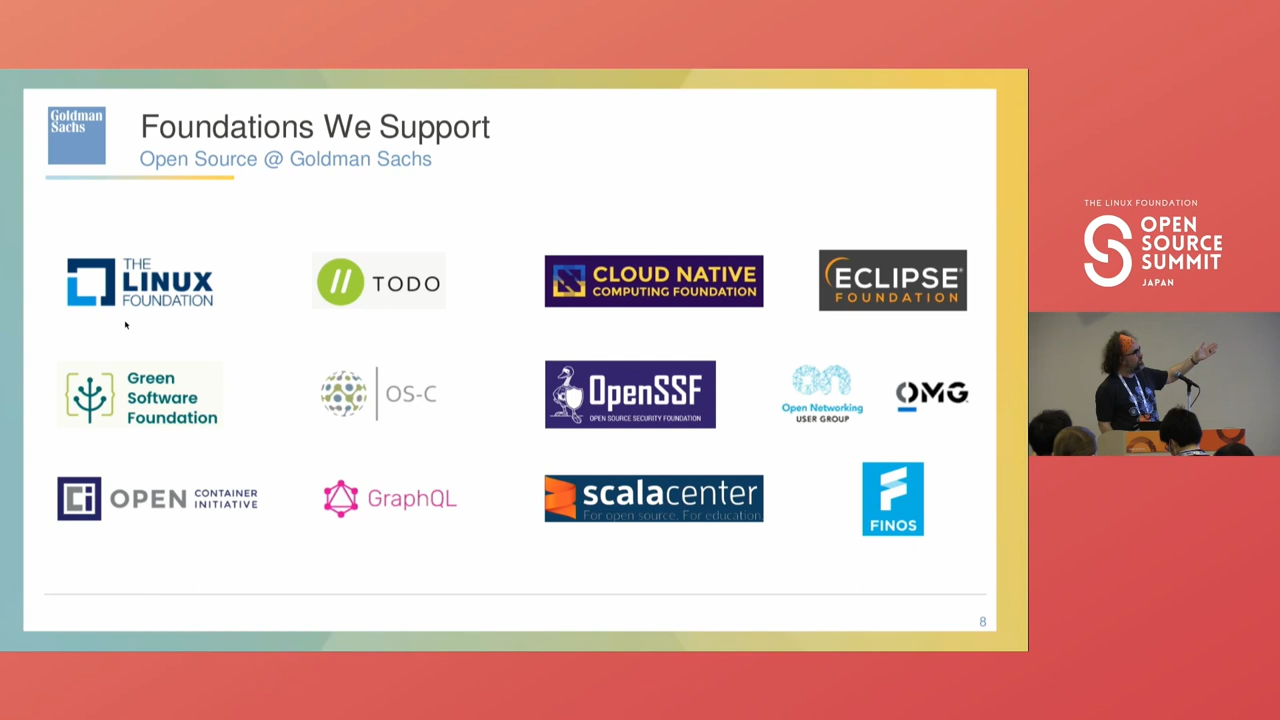 Goldman
Sachs
Foundations We Support
Open Source @ Goldman Sachs
THE
LINUX
FOUNDATION
TODO
CLOUD NATIVE
COMPUTING FOUNDATION
ECLIPSE
FOUNDATION
Green
Software
Foundation
OS-C
OpenSSF
OPEN SOURCE SECURITY FOUNDATION
Open Networking
USER GROUP
OMG
OPEN CONTAINER
INITIATIVE
GraphQL
scalacenter
For open source. For education
FINOS
8
THE LINUX FOUNDATION
OPEN
SOURCE
SUMMIT
JAPAN